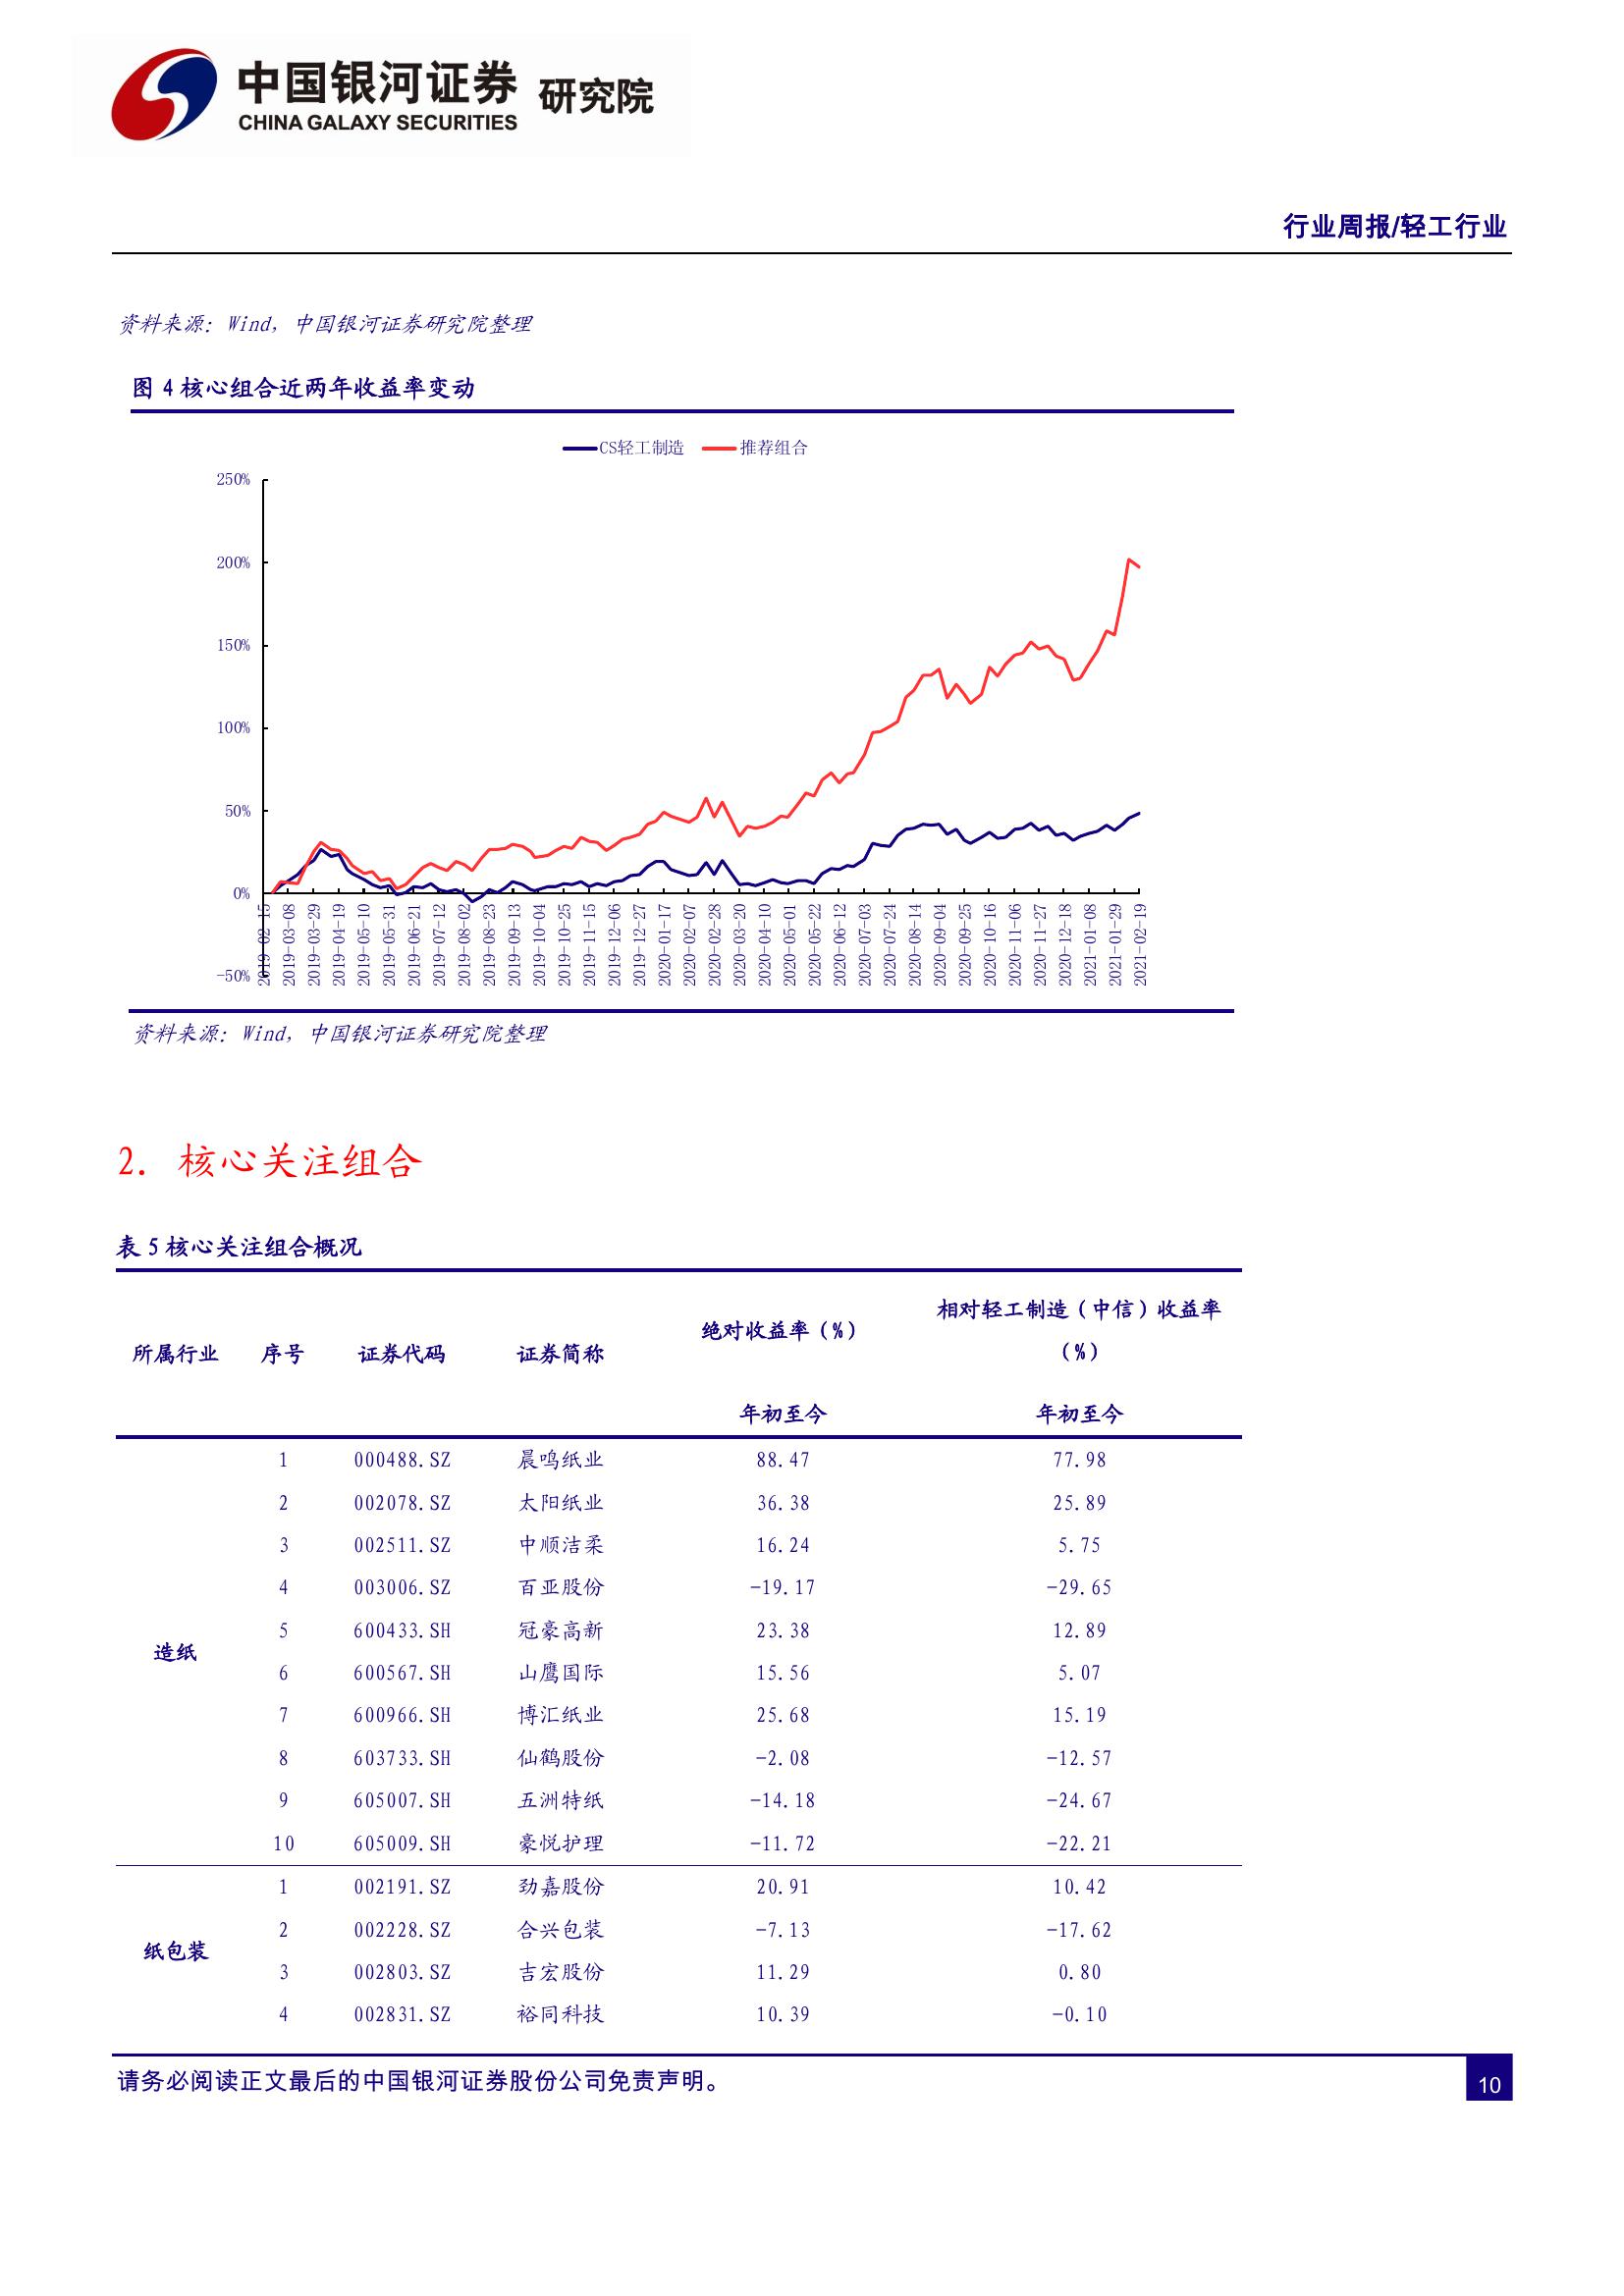 中国银河证券 研究院
CHINA GALAXY SECURITIES
行业周报/轻工行业
资料来源：Wind，中国银河证券研究院整理
图 4 核心组合近两年收益率变动
CS轻工制造 推荐组合
250%
200%
150%
100%
50%
0%
-50%
2019-02-15
2019-03-08
2019-03-29
2019-04-19
2019-05-10
2019-05-31
2019-06-21
2019-07-12
2019-08-02
2019-08-23
2019-09-13
2019-10-04
2019-10-25
2019-11-15
2019-12-06
2019-12-27
2020-01-17
2020-02-07
2020-02-28
2020-03-20
2020-04-10
2020-05-01
2020-05-22
2020-06-12
2020-07-03
2020-07-24
2020-08-14
2020-09-04
2020-09-25
2020-10-16
2020-11-06
2020-11-27
2020-12-18
2021-01-08
2021-01-29
2021-02-19
资料来源：Wind，中国银河证券研究院整理
2. 核心关注组合
表 5 核心关注组合概况
所属行业 序号 证券代码 证券简称 绝对收益率（%） 相对轻工制造（中信）收益率
（%）
年初至今 年初至今
造纸
1 000488.SZ 晨鸣纸业 88.47 77.98
2 002078.SZ 太阳纸业 36.38 25.89
3 002511.SZ 中顺洁柔 16.24 5.75
4 003006.SZ 百亚股份 -19.17 -29.65
5 600433.SH 冠豪高新 23.38 12.89
6 600567.SH 山鹰国际 15.56 5.07
7 600966.SH 博汇纸业 25.68 15.19
8 603733.SH 仙鹤股份 -2.08 -12.57
9 605007.SH 五洲特纸 -14.18 -24.67
10 605009.SH 豪悦护理 -11.72 -22.21
纸包装
1 002191.SZ 劲嘉股份 20.91 10.42
2 002228.SZ 合兴包装 -7.13 -17.62
3 002803.SZ 吉宏股份 11.29 0.80
4 002831.SZ 裕同科技 10.39 -0.10
请务必阅读正文最后的中国银河证券股份公司免责声明。
10